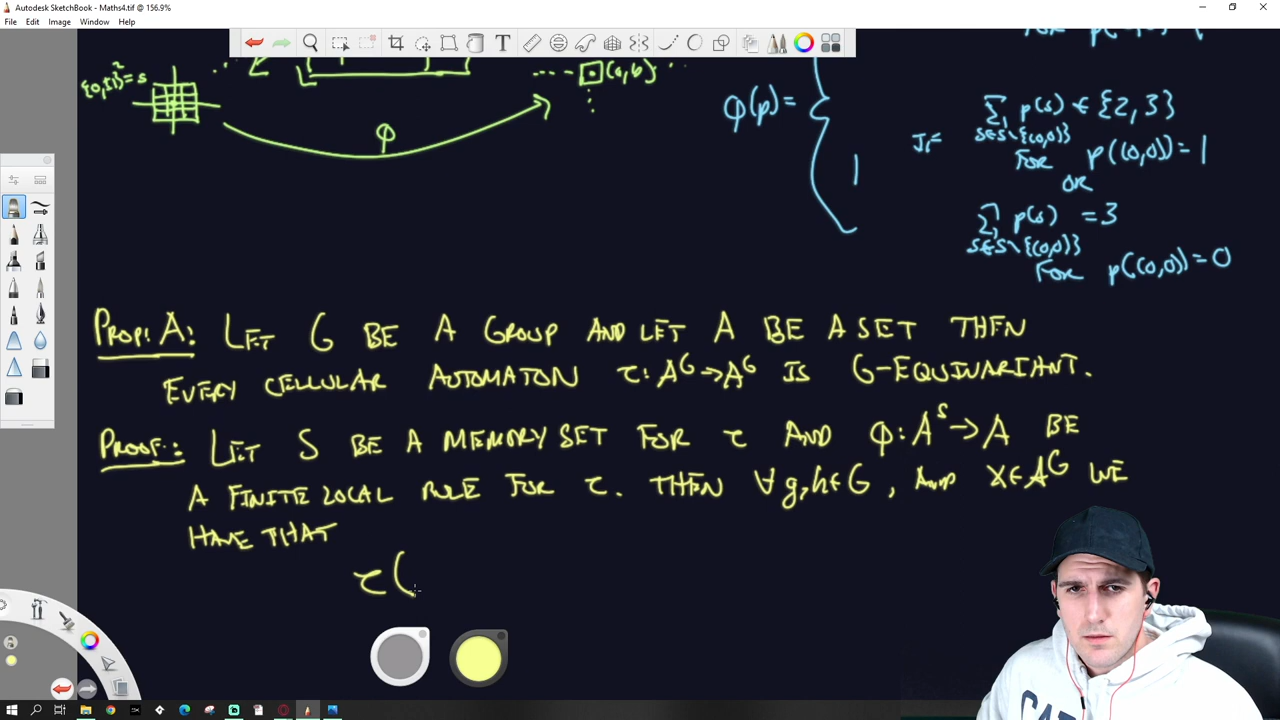 Autodesk SketchBook - Maths4.tif @ 156.9%
File Edit Image Window Help
{0,1}² = S
(a,b)
φ
φ(p) =
1
Σ p(s) ∈ {2,3}
s∈S\{(0,0)}
FOR p((0,0)) = 1
OR
Σ p(s) = 3
s∈S\{(0,0)}
FOR p((0,0)) = 0
PROP: A: LET G BE A GROUP AND LET A BE A SET THEN
EVERY CELLULAR AUTOMATON τ: A^G → A^G IS G-EQUIVARIANT.
PROOF: LET S BE A MEMORY SET FOR τ AND φ: A^S → A BE
A FINITE LOCAL RULE FOR τ. THEN ∀ g,h ∈ G, AND X ∈ A^G WE
HAVE THAT
τ(